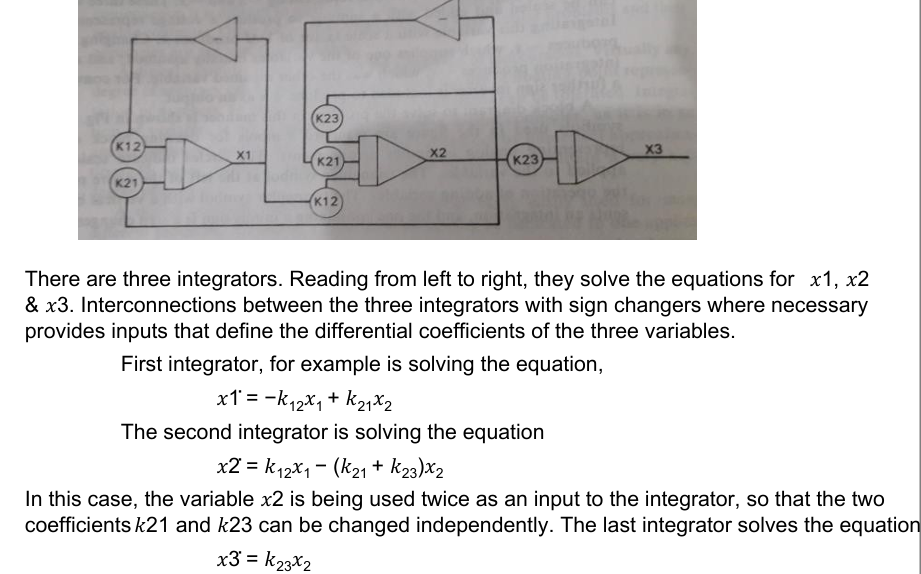 K12
K21
X1
K23
K21
K12
X2
K23
X3
There are three integrators. Reading from left to right, they solve the equations for x1, x2
& x3. Interconnections between the three integrators with sign changers where necessary
provides inputs that define the differential coefficients of the three variables.
First integrator, for example is solving the equation,
x1̇ = −k₁₂x₁ + k₂₁x₂
The second integrator is solving the equation
x2̇ = k₁₂x₁ − (k₂₁ + k₂₃)x₂
In this case, the variable x2 is being used twice as an input to the integrator, so that the two
coefficients k21 and k23 can be changed independently. The last integrator solves the equation
x3̇ = k₂₃x₂